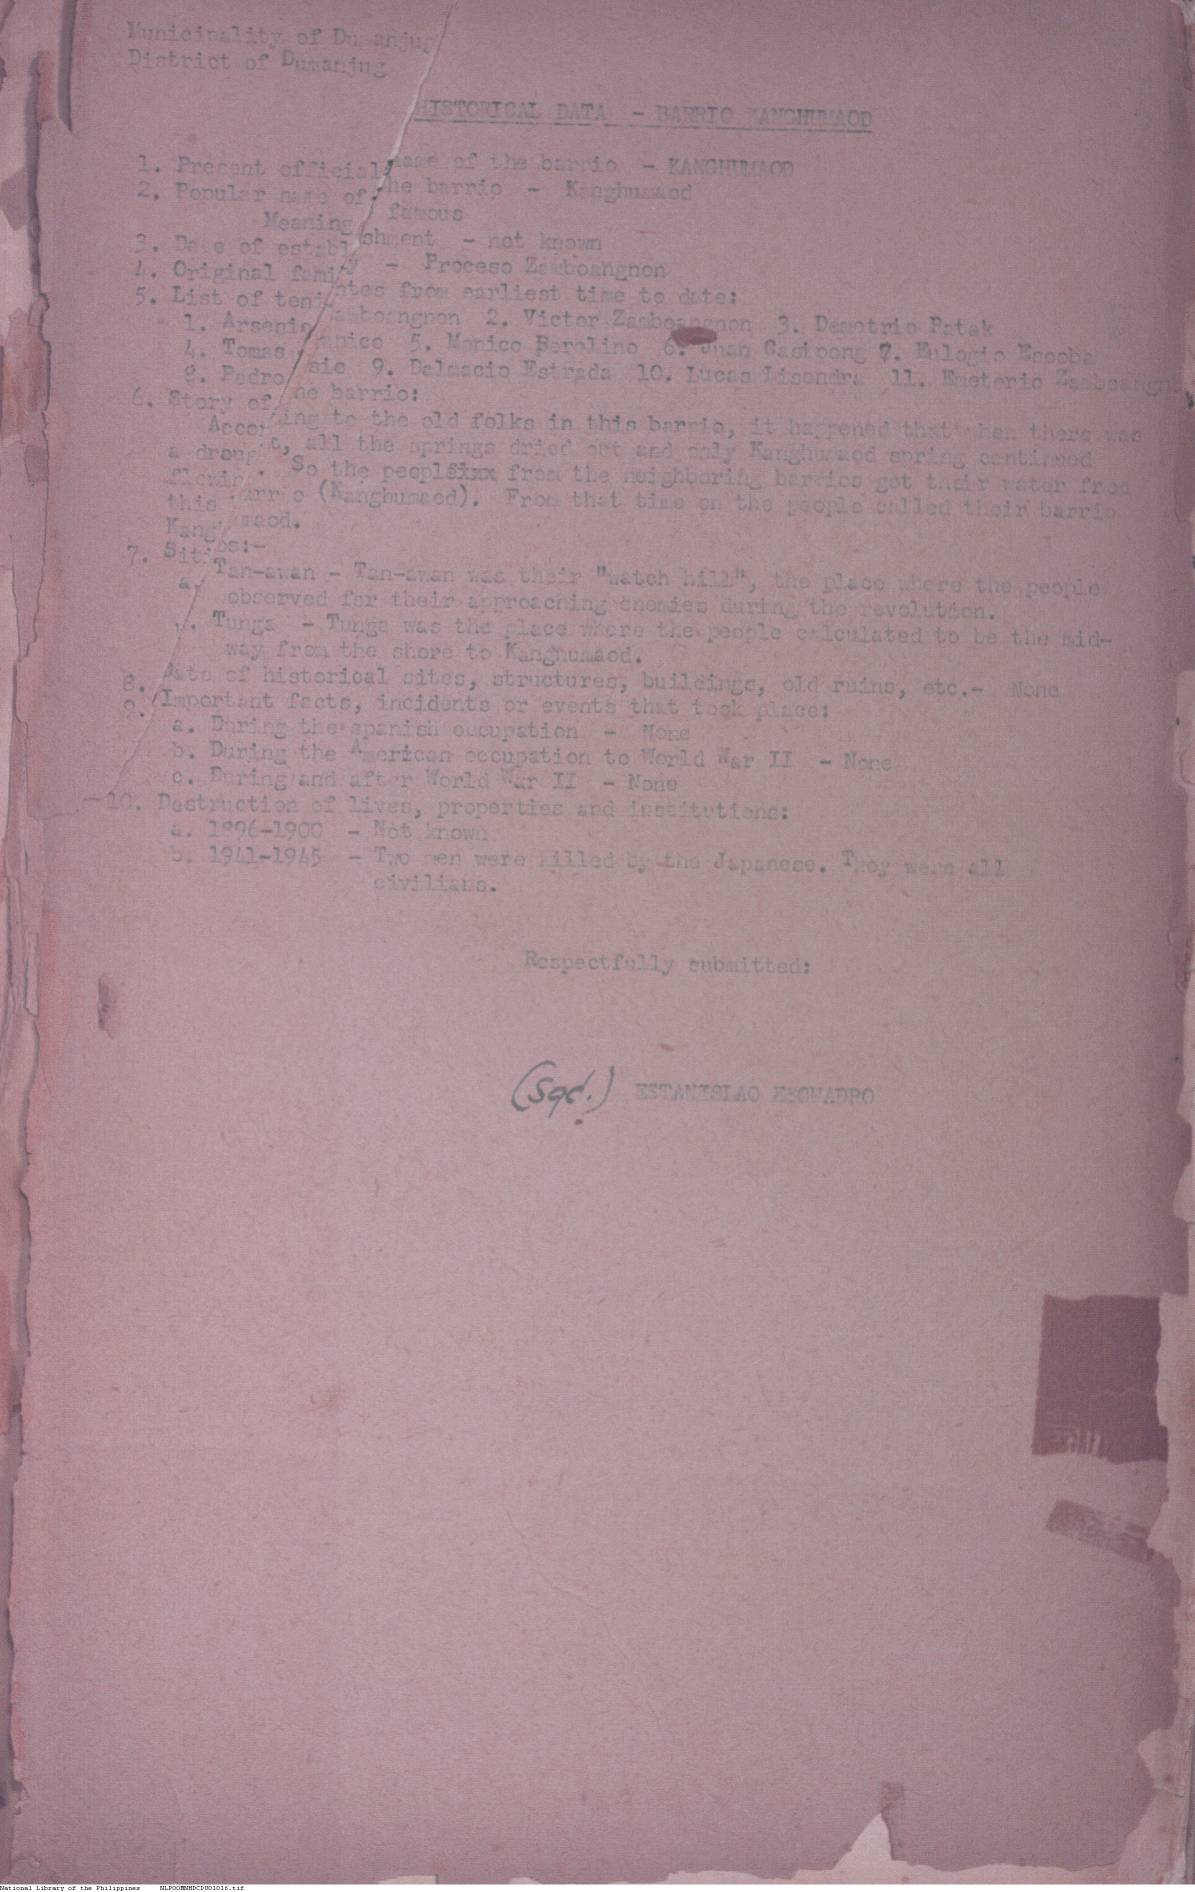 Municipality of Dumanjug
District of Dumanjug
HISTORICAL DATA - BARRIO KANGHUMAOD
1. Present official name of the barrio - KANGHUMAOD
2. Popular name of the barrio - Kanghumaod
Meaning famous
3. Date of establishment - not known
4. Original family - Proceso Zamboangnon
5. List of tenientes from earliest time to date:
1. Arsenio Zamboangnon 2. Victor Zamboangnon 3. Demetrio Patak
4. Tomas 5. Monico Berolino 6. Juan Gasipong 7. Eulogio Escoba
8. Pedro 9. Dalmacio Estrada 10. Lucas Lisondra 11. Emeterio Zamboangn
6. Story of the barrio:
According to the old folks in this barrio, it happened that when there was
a drought, all the springs dried out and only Kanghumaod spring continued
flowing. So the people from the neighboring barrios got their water from
this barrio (Kanghumaod). From that time on the people called their barrio
Kanghumaod.
7. Sitios:-
a. Tan-awan - Tan-awan was their "watch hill", the place where the people
observed for their approaching enemies during the revolution.
b. Tunga - Tunga was the place where the people calculated to be the mid-
way from the shore to Kanghumaod.
8. Data of historical sites, structures, buildings, old ruins, etc.- None
9. Important facts, incidents or events that took place:
a. During the spanish occupation - None
b. During the American occupation to World War II - None
c. During and after World War II - None
10. Destruction of lives, properties and institutions:
a. 1896-1900 - Not known
b. 1941-1945 - Two men were killed by the Japanese. They were all
civilians.
Respectfully submitted:
(Sgd.) ESTANISLAO ESCUADRO
National Library of the Philippines NLPOOMNHDCDU01016.tif